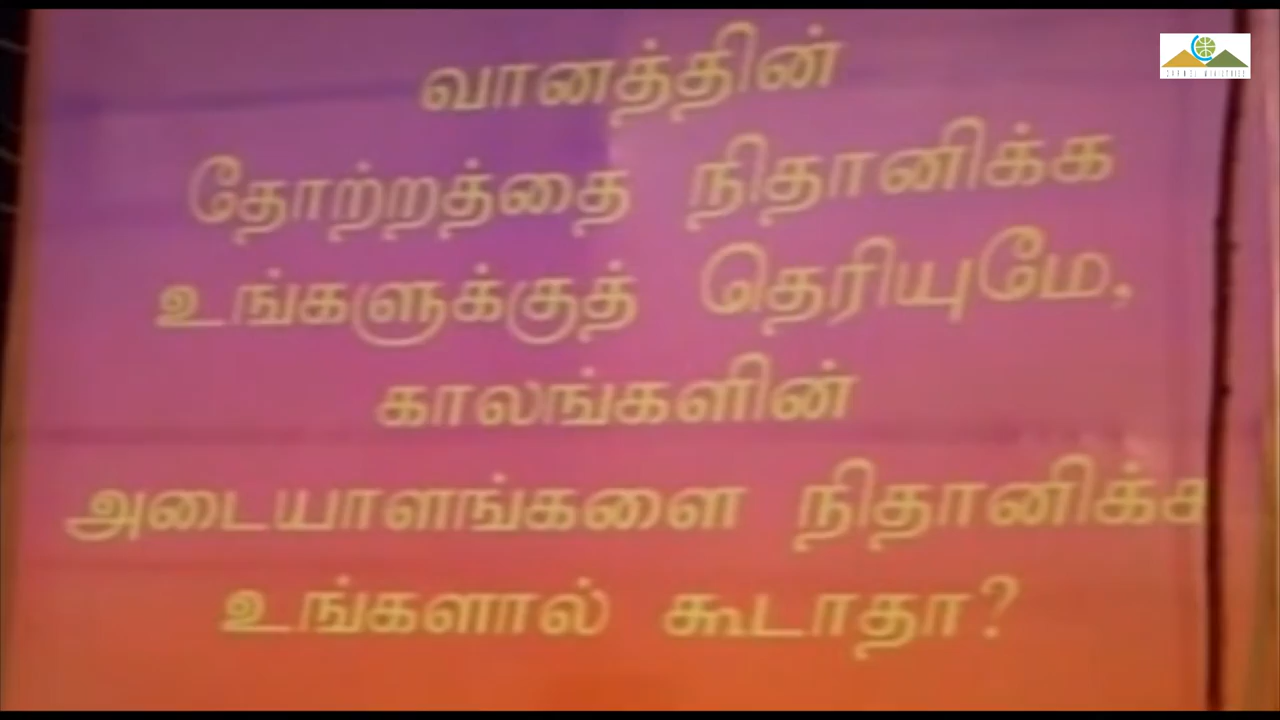 வானத்தின்
தோற்றத்தை நிதானிக்க
உங்களுக்குத் தெரியுமே,
காலங்களின்
அடையாளங்களை நிதானிக்க
உங்களால் கூடாதா?